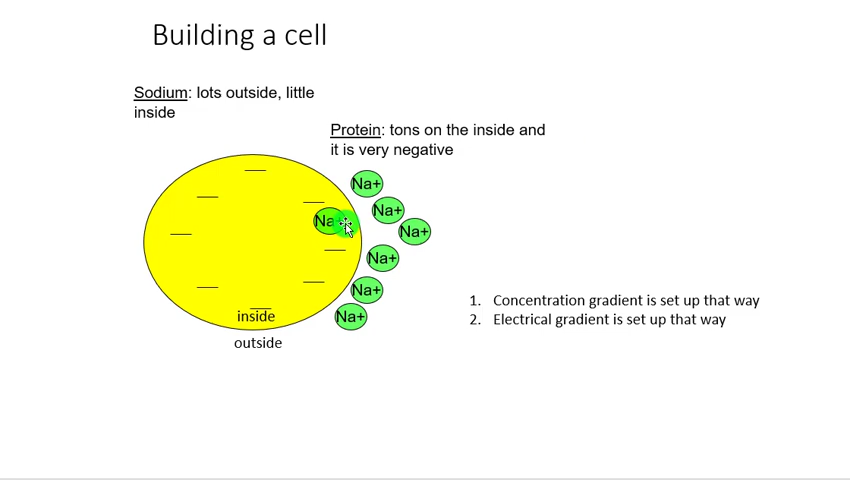 Building a cell
Sodium: lots outside, little
inside
Protein: tons on the inside and
it is very negative
Na+
Na+
Na+
Na+
Na+
Na+
Na+
1. Concentration gradient is set up that way
2. Electrical gradient is set up that way
inside
outside